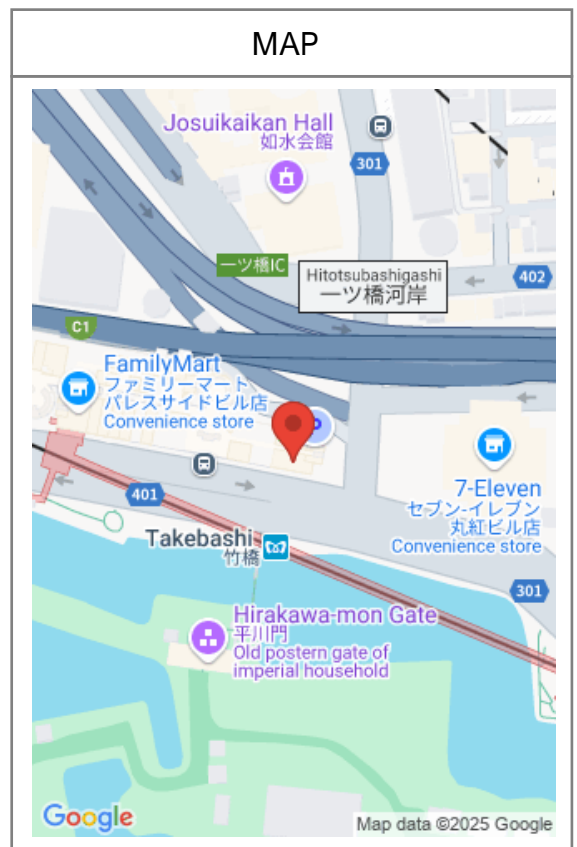 MAP
Josuikaikan Hall
如水会館
301
一ツ橋IC
Hitotsubashigashi
一ツ橋河岸
402
C1
FamilyMart
ファミリーマート
パレスサイドビル店
Convenience store
7-Eleven
セブン-イレブン
丸紅ビル店
Convenience store
401
Takebashi
竹橋
301
Hirakawa-mon Gate
平川門
Old postern gate of
imperial household
Google
Map data ©2025 Google